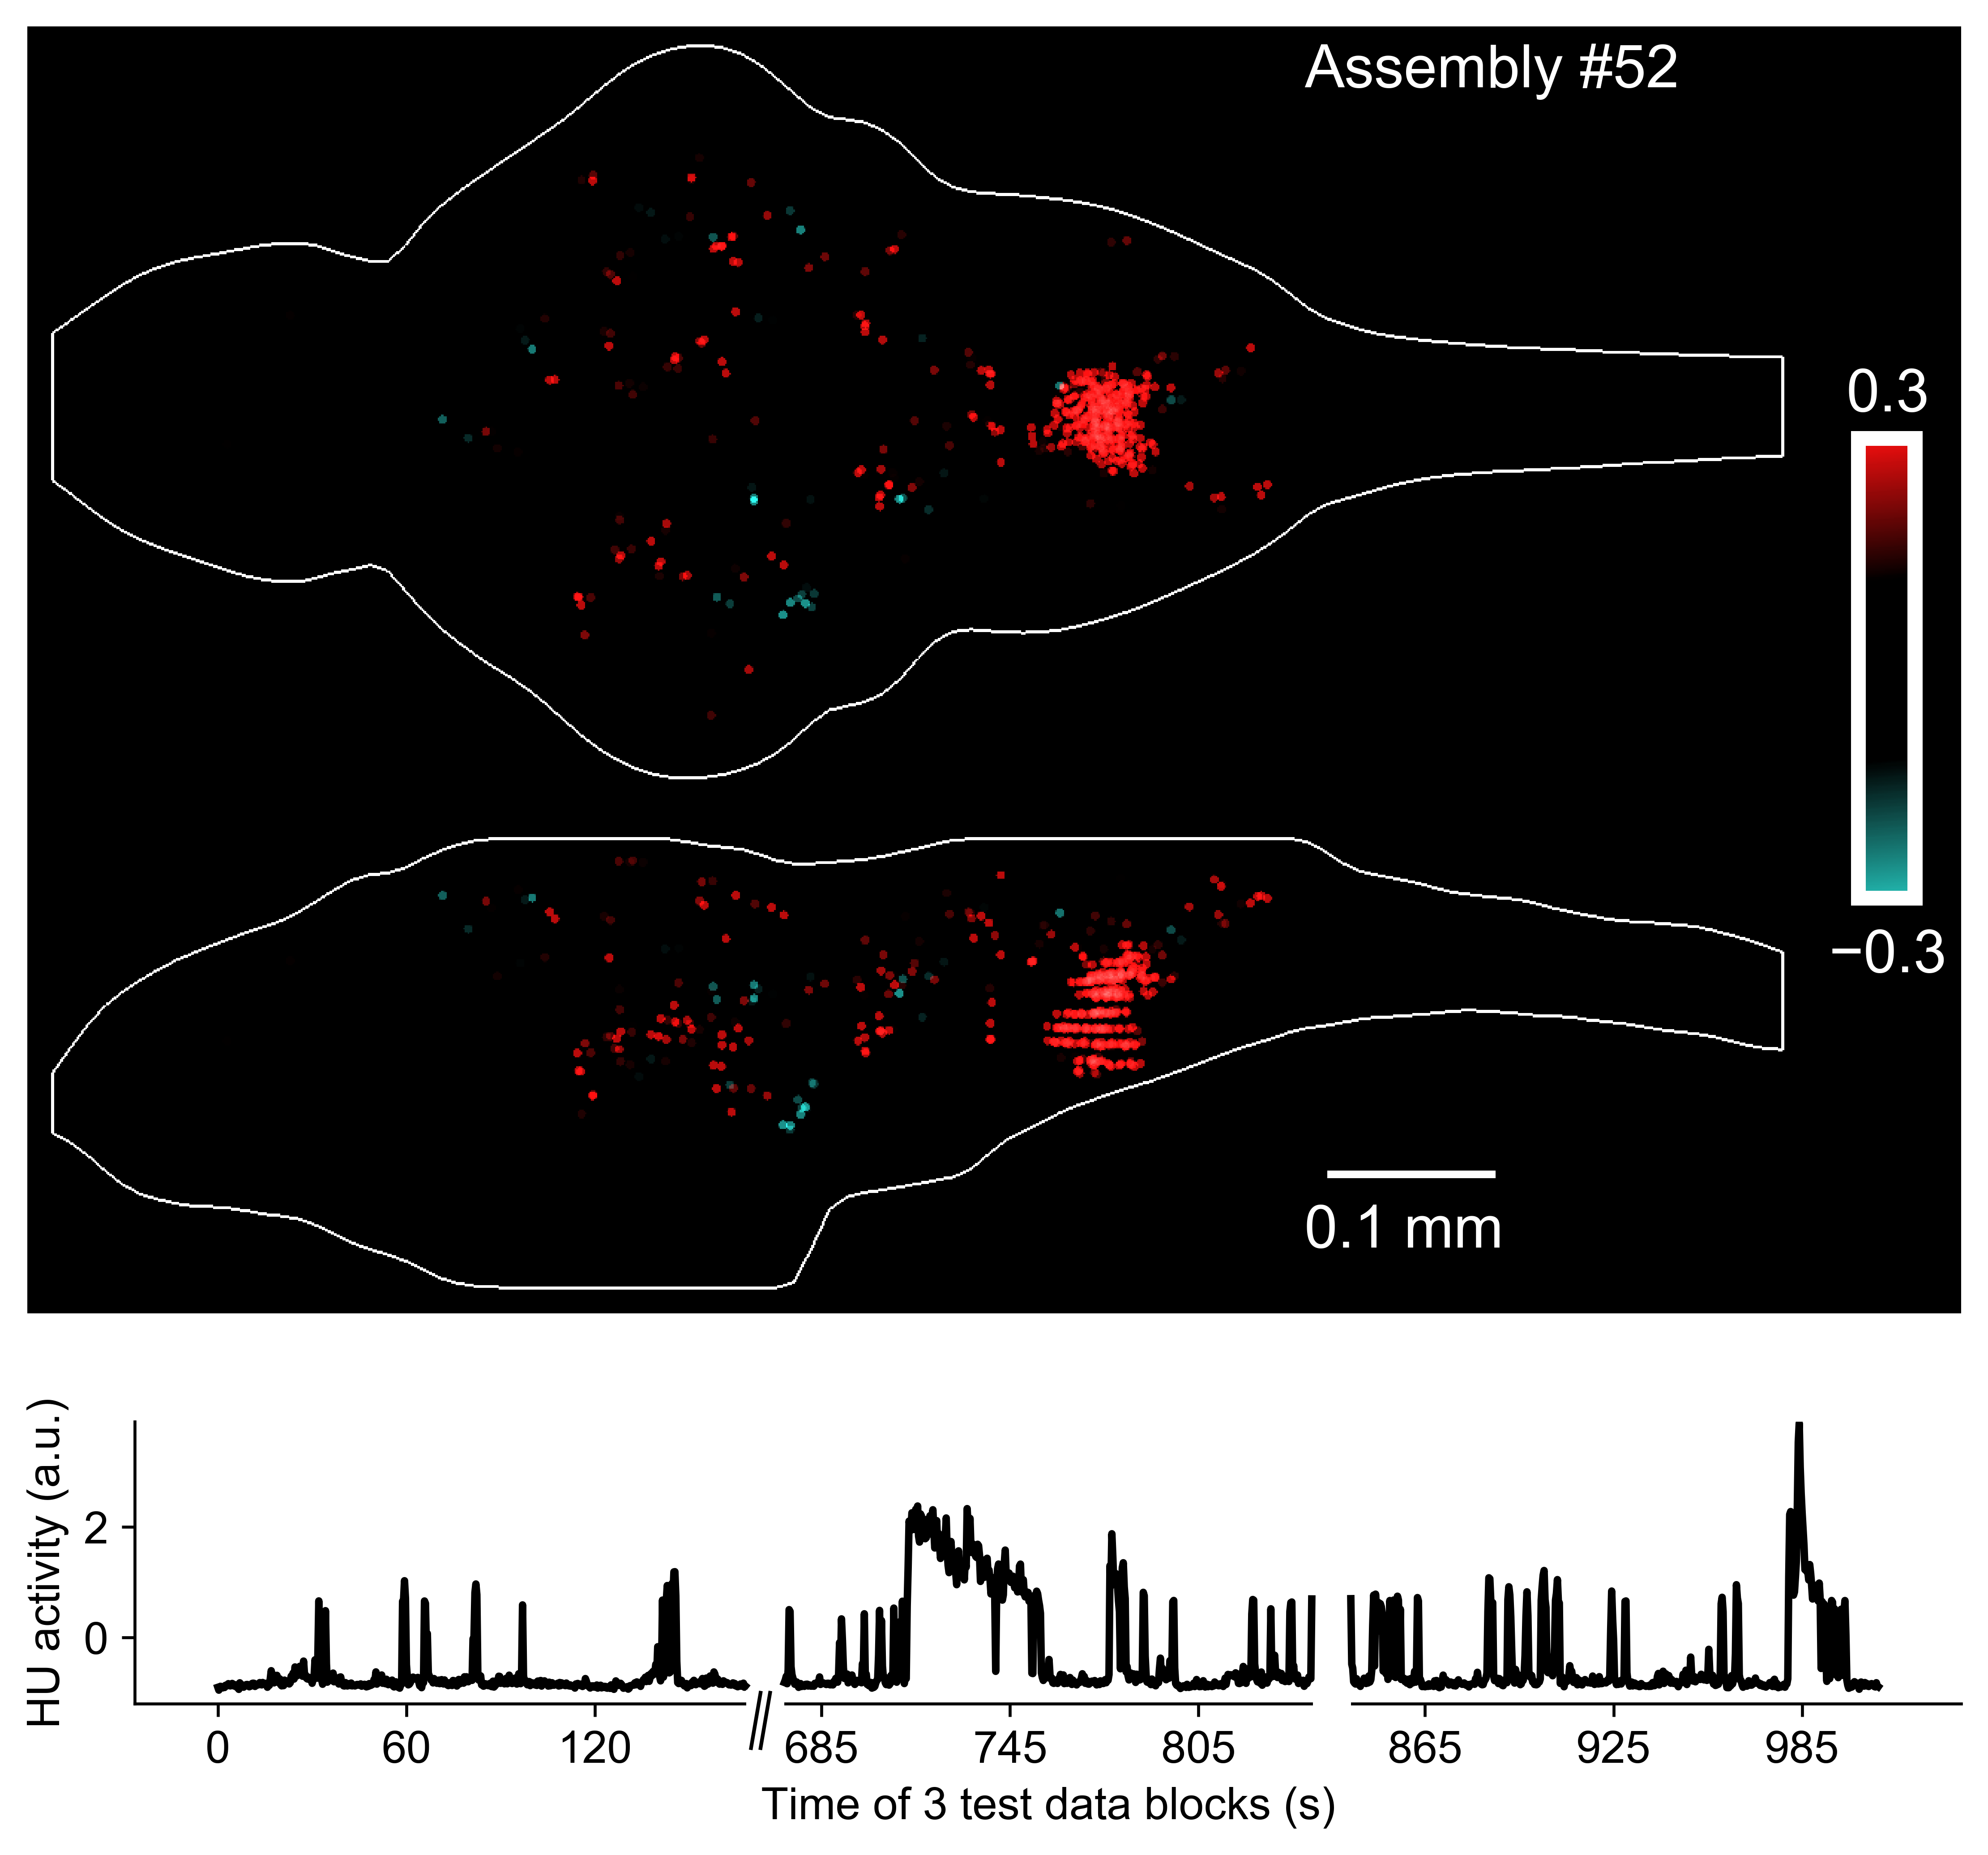 Assembly #52
0.3
−0.3
0.1 mm
HU activity (a.u.)
2
0
0 60 120 685 745 805 865 925 985
Time of 3 test data blocks (s)